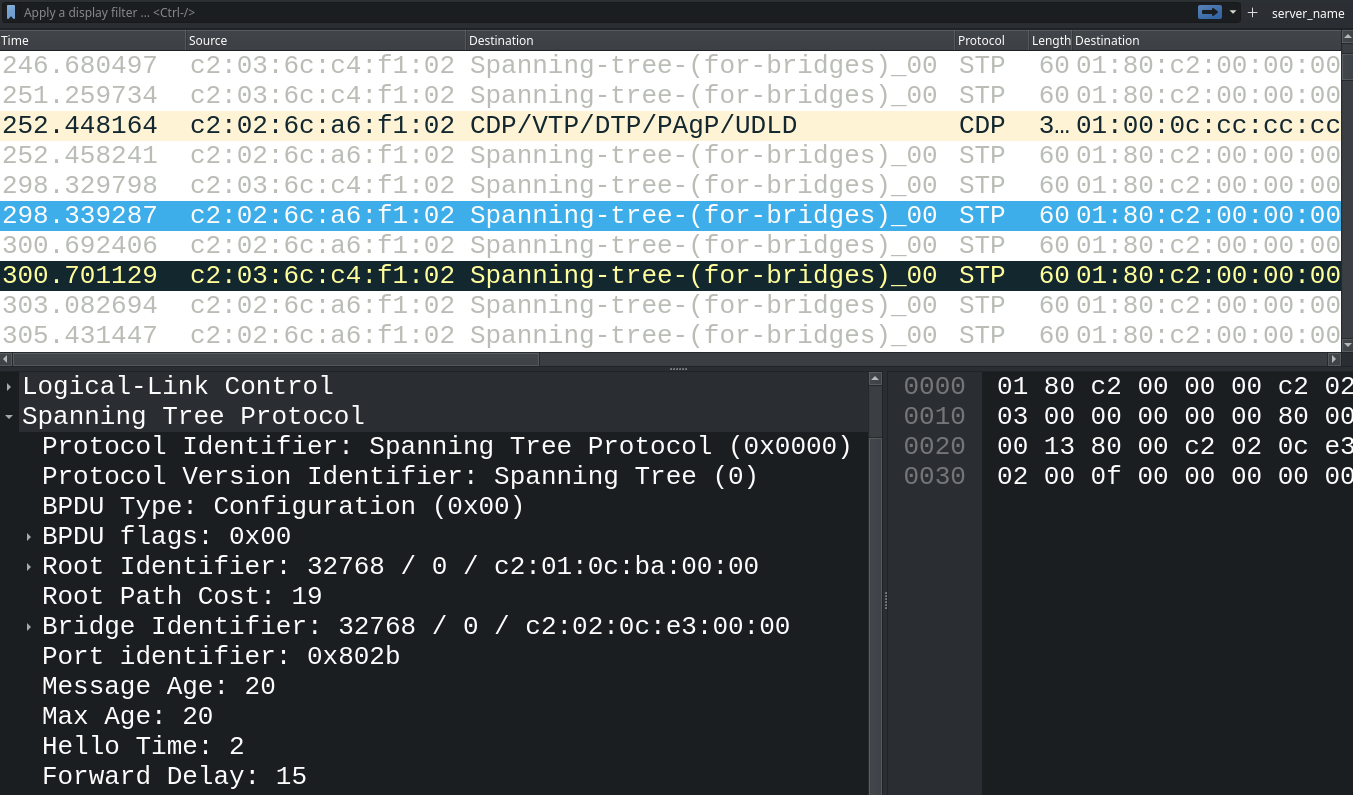 Apply a display filter ... <Ctrl-/>
server_name
Time Source Destination Protocol Length Destination
246.680497 c2:03:6c:c4:f1:02 Spanning-tree-(for-bridges)_00 STP 60 01:80:c2:00:00:00
251.259734 c2:03:6c:c4:f1:02 Spanning-tree-(for-bridges)_00 STP 60 01:80:c2:00:00:00
252.448164 c2:02:6c:a6:f1:02 CDP/VTP/DTP/PAgP/UDLD CDP 3… 01:00:0c:cc:cc:cc
252.458241 c2:02:6c:a6:f1:02 Spanning-tree-(for-bridges)_00 STP 60 01:80:c2:00:00:00
298.329798 c2:03:6c:c4:f1:02 Spanning-tree-(for-bridges)_00 STP 60 01:80:c2:00:00:00
298.339287 c2:02:6c:a6:f1:02 Spanning-tree-(for-bridges)_00 STP 60 01:80:c2:00:00:00
300.692406 c2:02:6c:a6:f1:02 Spanning-tree-(for-bridges)_00 STP 60 01:80:c2:00:00:00
300.701129 c2:03:6c:c4:f1:02 Spanning-tree-(for-bridges)_00 STP 60 01:80:c2:00:00:00
303.082694 c2:02:6c:a6:f1:02 Spanning-tree-(for-bridges)_00 STP 60 01:80:c2:00:00:00
305.431447 c2:02:6c:a6:f1:02 Spanning-tree-(for-bridges)_00 STP 60 01:80:c2:00:00:00
Logical-Link Control
Spanning Tree Protocol
Protocol Identifier: Spanning Tree Protocol (0x0000)
Protocol Version Identifier: Spanning Tree (0)
BPDU Type: Configuration (0x00)
BPDU flags: 0x00
Root Identifier: 32768 / 0 / c2:01:0c:ba:00:00
Root Path Cost: 19
Bridge Identifier: 32768 / 0 / c2:02:0c:e3:00:00
Port identifier: 0x802b
Message Age: 20
Max Age: 20
Hello Time: 2
Forward Delay: 15
0000 01 80 c2 00 00 00 c2 02
0010 03 00 00 00 00 00 80 00
0020 00 13 80 00 c2 02 0c e3
0030 02 00 0f 00 00 00 00 00